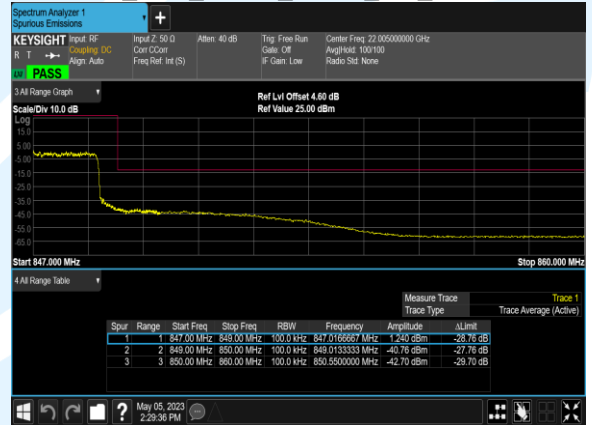 Spectrum Analyzer 1
Spurious Emissions
KEYSIGHT Input: RF Input Z: 50 Ω Atten: 40 dB Trig: Free Run Center Freq: 22.005000000 GHz
R T Coupling: DC Corr CCorr Gate: Off Avg|Hold: 100/100
Align: Auto Freq Ref: Int (S) IF Gain: Low Radio Std: None
PASS
3 All Range Graph
Ref Lvl Offset 4.60 dB
Scale/Div 10.0 dB Ref Value 25.00 dBm
Log
15.0
5.00
-5.00
-15.0
-25.0
-35.0
-45.0
-55.0
-65.0
Start 847.000 MHz Stop 860.000 MHz
4 All Range Table
Measure Trace Trace 1
Trace Type Trace Average (Active)
Spur Range Start Freq Stop Freq RBW Frequency Amplitude ΔLimit
1 1 847.00 MHz 849.00 MHz 100.0 kHz 847.0166667 MHz 1.240 dBm -28.76 dB
2 2 849.00 MHz 850.00 MHz 100.0 kHz 849.0133333 MHz -40.76 dBm -27.76 dB
3 3 850.00 MHz 860.00 MHz 100.0 kHz 850.5500000 MHz -42.70 dBm -29.70 dB
May 05, 2023
2:29:36 PM